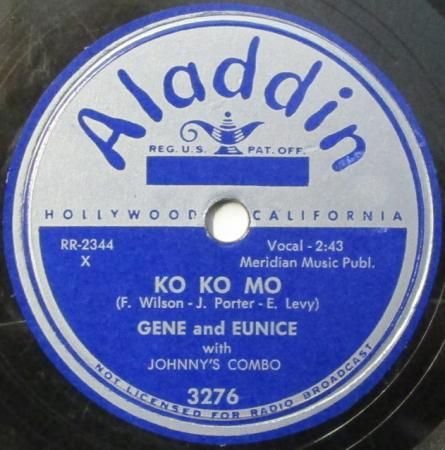 Aladdin
REG. U.S. PAT. OFF.
HOLLYWOOD CALIFORNIA
RR-2344 Vocal - 2:43
X Meridian Music Publ.
KO KO MO
(F. Wilson - J. Porter - E. Levy)
GENE and EUNICE
with
JOHNNY'S COMBO
3276
NOT LICENSED FOR RADIO BROADCAST